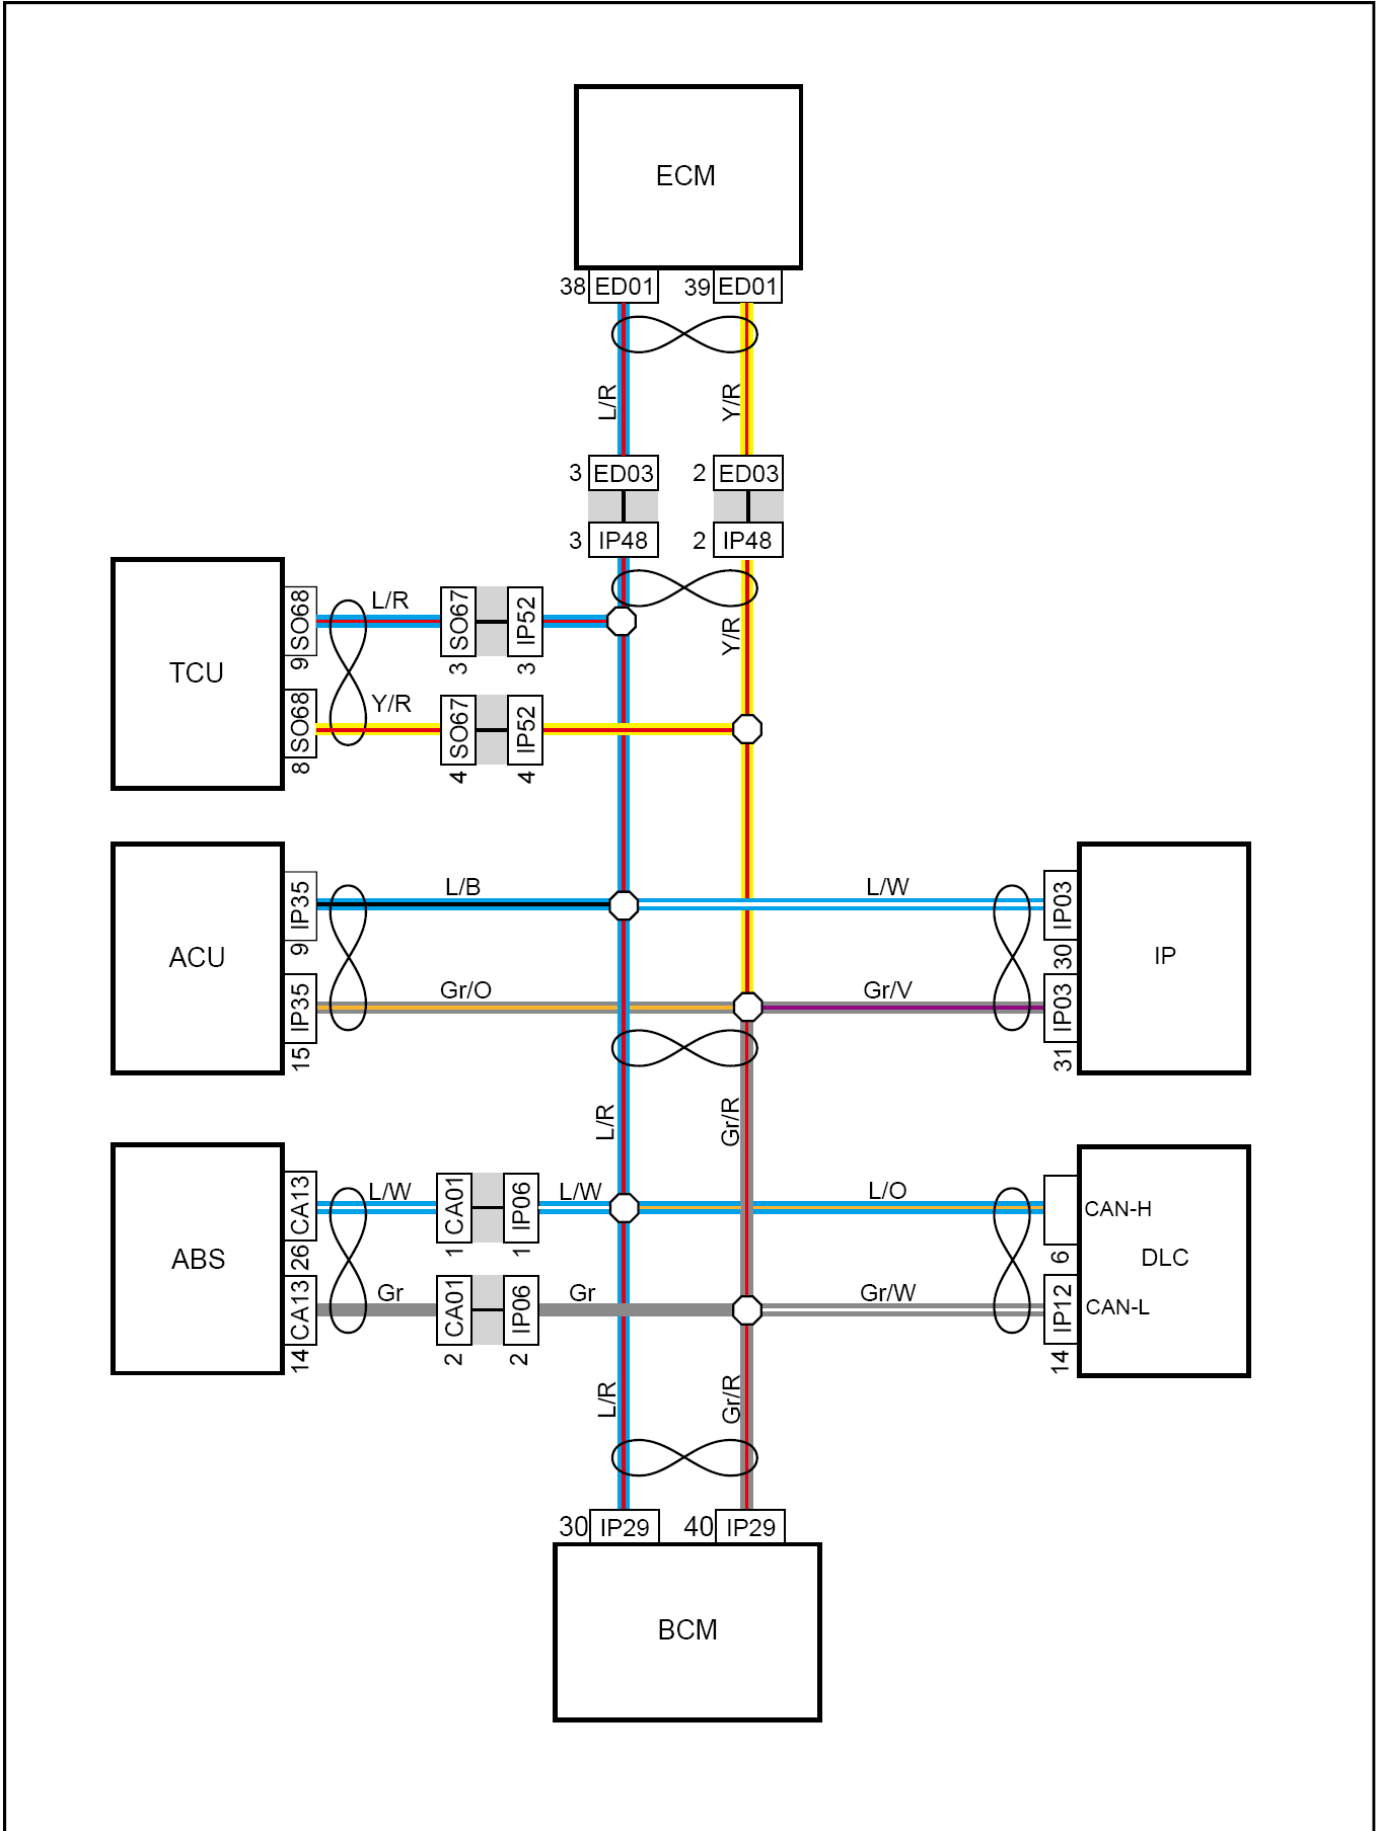 ECM
38 ED01 39 ED01
L/R Y/R
3 ED03 2 ED03
3 IP48 2 IP48
TCU
SO68 9 L/R SO67 3 IP52 3
Y/R
SO68 8 Y/R SO67 4 IP52 4
ACU
IP35 9 L/B L/W IP03 30
IP
IP35 15 Gr/O Gr/V IP03 31
L/R Gr/R
ABS
CA13 26 L/W CA01 1 L/W IP06 1 L/O 6 CAN-H
DLC
CA13 14 Gr CA01 2 Gr IP06 2 Gr/W IP12 14 CAN-L
L/R Gr/R
30 IP29 40 IP29
BCM